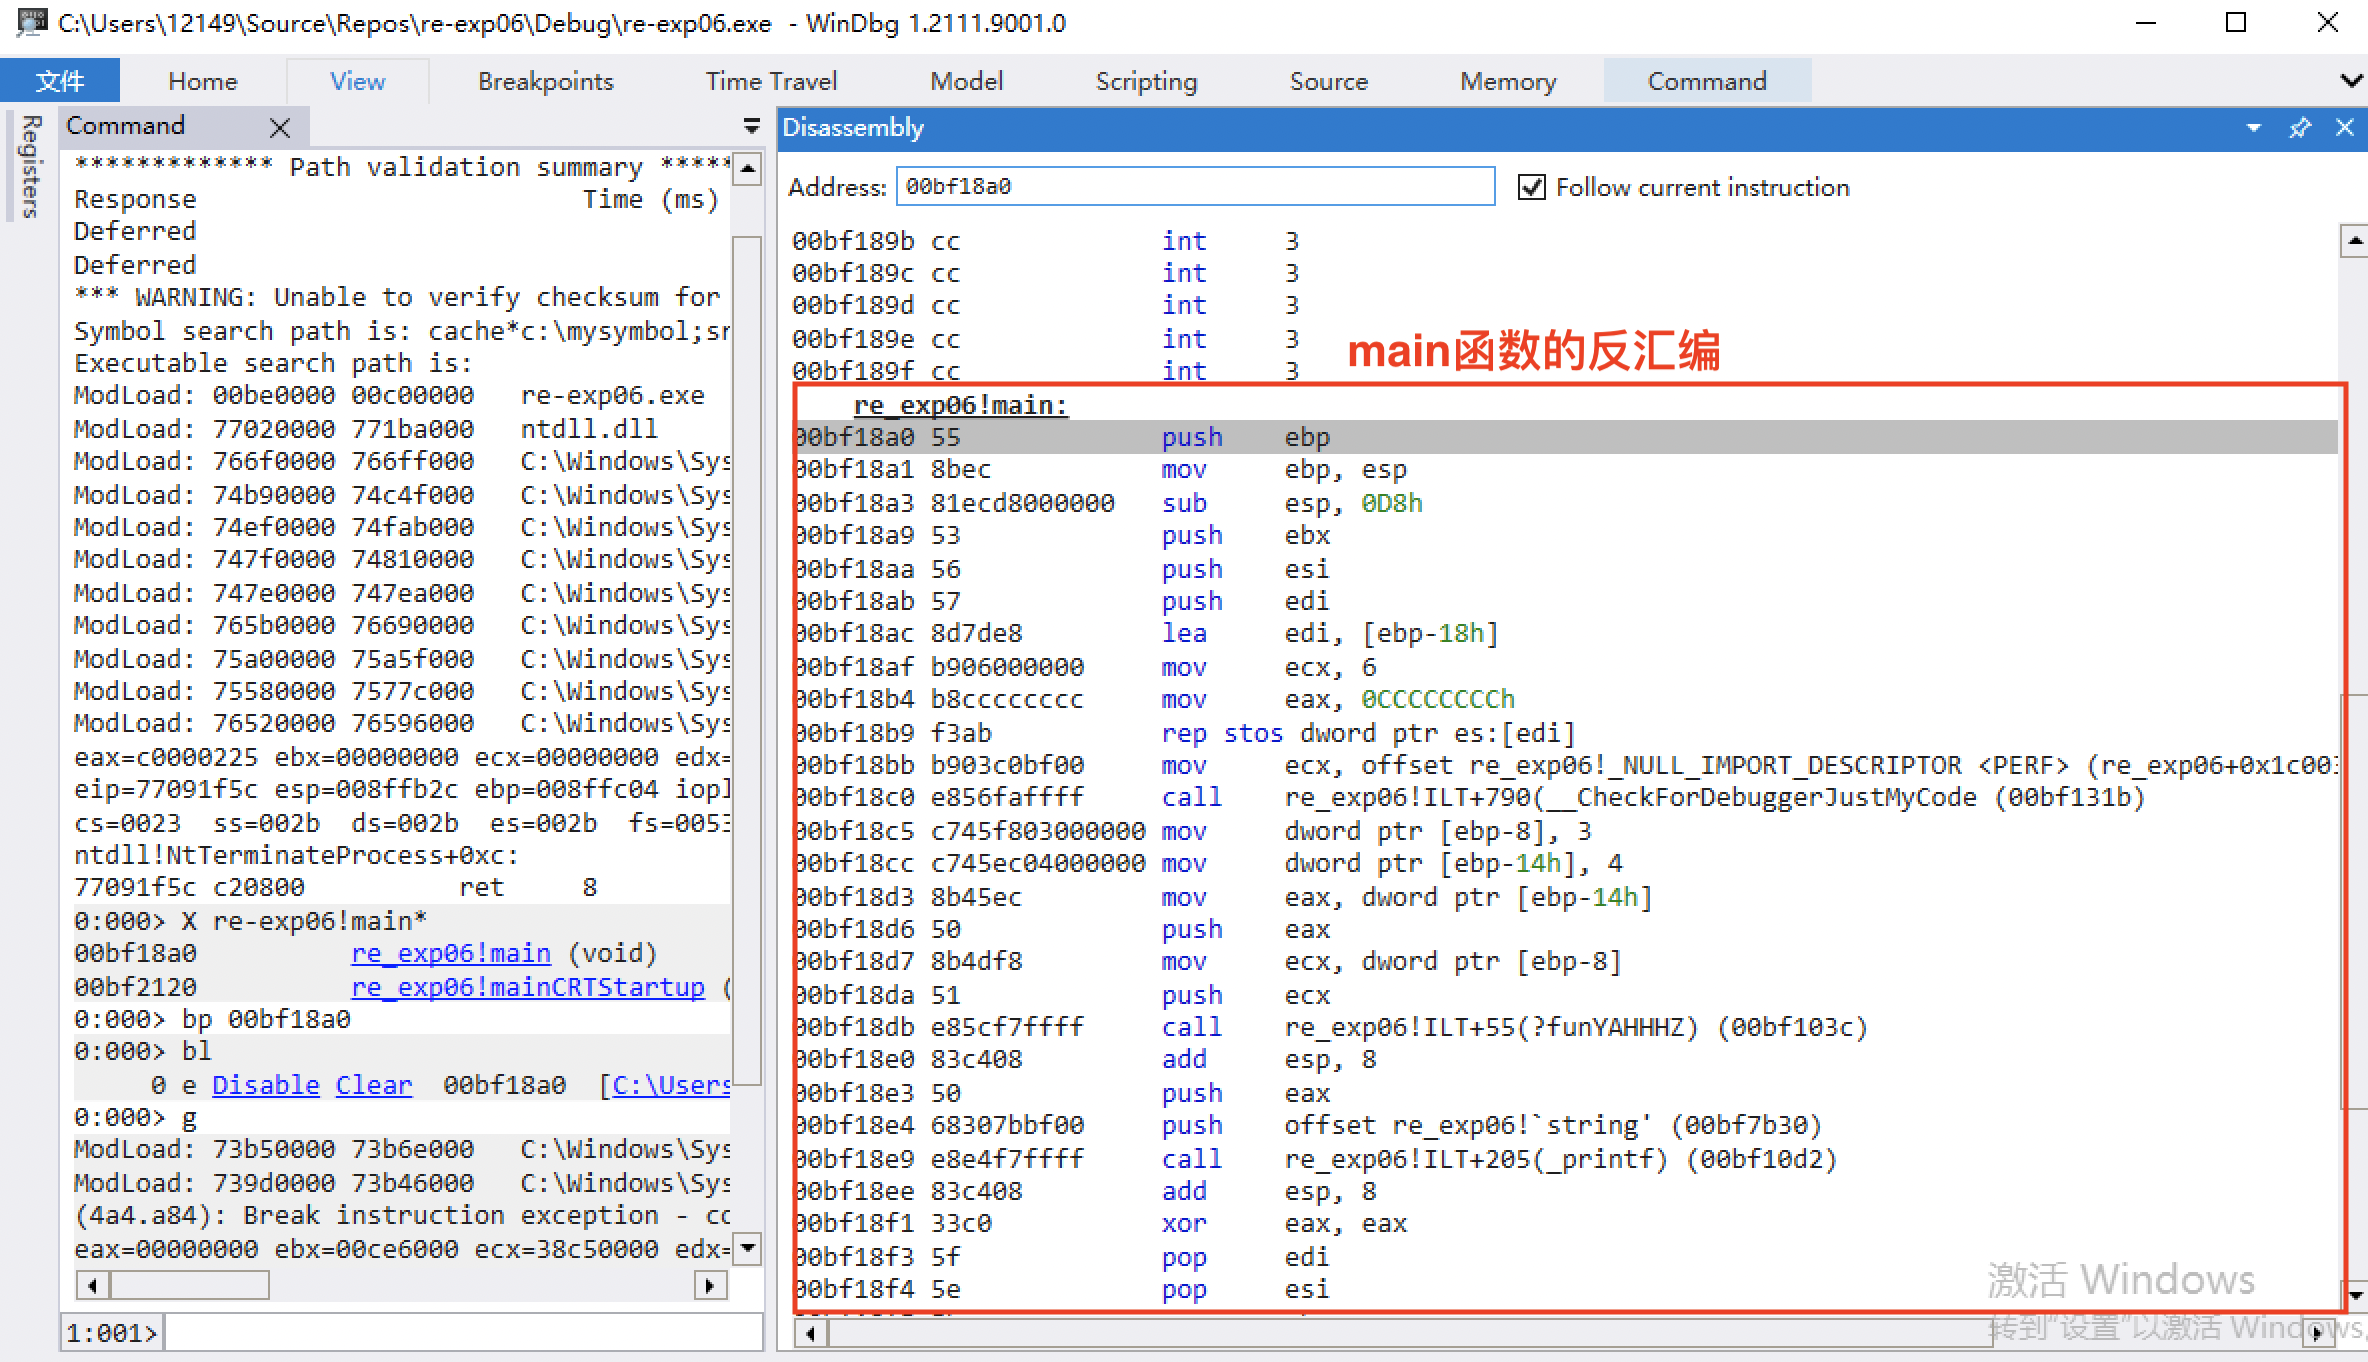 C:\Users\12149\Source\Repos\re-exp06\Debug\re-exp06.exe - WinDbg 1.2111.9001.0
文件 Home View Breakpoints Time Travel Model Scripting Source Memory Command
Registers
Command
************* Path validation summary *****
Response Time (ms)
Deferred
Deferred
*** WARNING: Unable to verify checksum for
Symbol search path is: cache*c:\mysymbol;sr
Executable search path is:
ModLoad: 00be0000 00c00000 re-exp06.exe
ModLoad: 77020000 771ba000 ntdll.dll
ModLoad: 766f0000 766ff000 C:\Windows\Sys
ModLoad: 74b90000 74c4f000 C:\Windows\Sys
ModLoad: 74ef0000 74fab000 C:\Windows\Sys
ModLoad: 747f0000 74810000 C:\Windows\Sys
ModLoad: 747e0000 747ea000 C:\Windows\Sys
ModLoad: 765b0000 76690000 C:\Windows\Sys
ModLoad: 75a00000 75a5f000 C:\Windows\Sys
ModLoad: 75580000 7577c000 C:\Windows\Sys
ModLoad: 76520000 76596000 C:\Windows\Sys
eax=c0000225 ebx=00000000 ecx=00000000 edx=
eip=77091f5c esp=008ffb2c ebp=008ffc04 iopl
cs=0023 ss=002b ds=002b es=002b fs=0053
ntdll!NtTerminateProcess+0xc:
77091f5c c20800 ret 8
0:000> X re-exp06!main*
00bf18a0 re_exp06!main (void)
00bf2120 re_exp06!mainCRTStartup (
0:000> bp 00bf18a0
0:000> bl
0 e Disable Clear 00bf18a0 [C:\Users
0:000> g
ModLoad: 73b50000 73b6e000 C:\Windows\Sys
ModLoad: 739d0000 73b46000 C:\Windows\Sys
(4a4.a84): Break instruction exception - co
eax=00000000 ebx=00ce6000 ecx=38c50000 edx=
1:001>
Disassembly
Address: 00bf18a0 Follow current instruction
00bf189b cc int 3
00bf189c cc int 3
00bf189d cc int 3
00bf189e cc int 3
00bf189f cc int 3
main函数的反汇编
re_exp06!main:
00bf18a0 55 push ebp
00bf18a1 8bec mov ebp, esp
00bf18a3 81ecd8000000 sub esp, 0D8h
00bf18a9 53 push ebx
00bf18aa 56 push esi
00bf18ab 57 push edi
00bf18ac 8d7de8 lea edi, [ebp-18h]
00bf18af b906000000 mov ecx, 6
00bf18b4 b8cccccccc mov eax, 0CCCCCCCCh
00bf18b9 f3ab rep stos dword ptr es:[edi]
00bf18bb b903c0bf00 mov ecx, offset re_exp06!_NULL_IMPORT_DESCRIPTOR <PERF> (re_exp06+0x1c003
00bf18c0 e856faffff call re_exp06!ILT+790(__CheckForDebuggerJustMyCode (00bf131b)
00bf18c5 c745f803000000 mov dword ptr [ebp-8], 3
00bf18cc c745ec04000000 mov dword ptr [ebp-14h], 4
00bf18d3 8b45ec mov eax, dword ptr [ebp-14h]
00bf18d6 50 push eax
00bf18d7 8b4df8 mov ecx, dword ptr [ebp-8]
00bf18da 51 push ecx
00bf18db e85cf7ffff call re_exp06!ILT+55(?funYAHHHZ) (00bf103c)
00bf18e0 83c408 add esp, 8
00bf18e3 50 push eax
00bf18e4 68307bbf00 push offset re_exp06!`string' (00bf7b30)
00bf18e9 e8e4f7ffff call re_exp06!ILT+205(_printf) (00bf10d2)
00bf18ee 83c408 add esp, 8
00bf18f1 33c0 xor eax, eax
00bf18f3 5f pop edi
00bf18f4 5e pop esi
激活 Windows
转到"设置"以激活 Windows